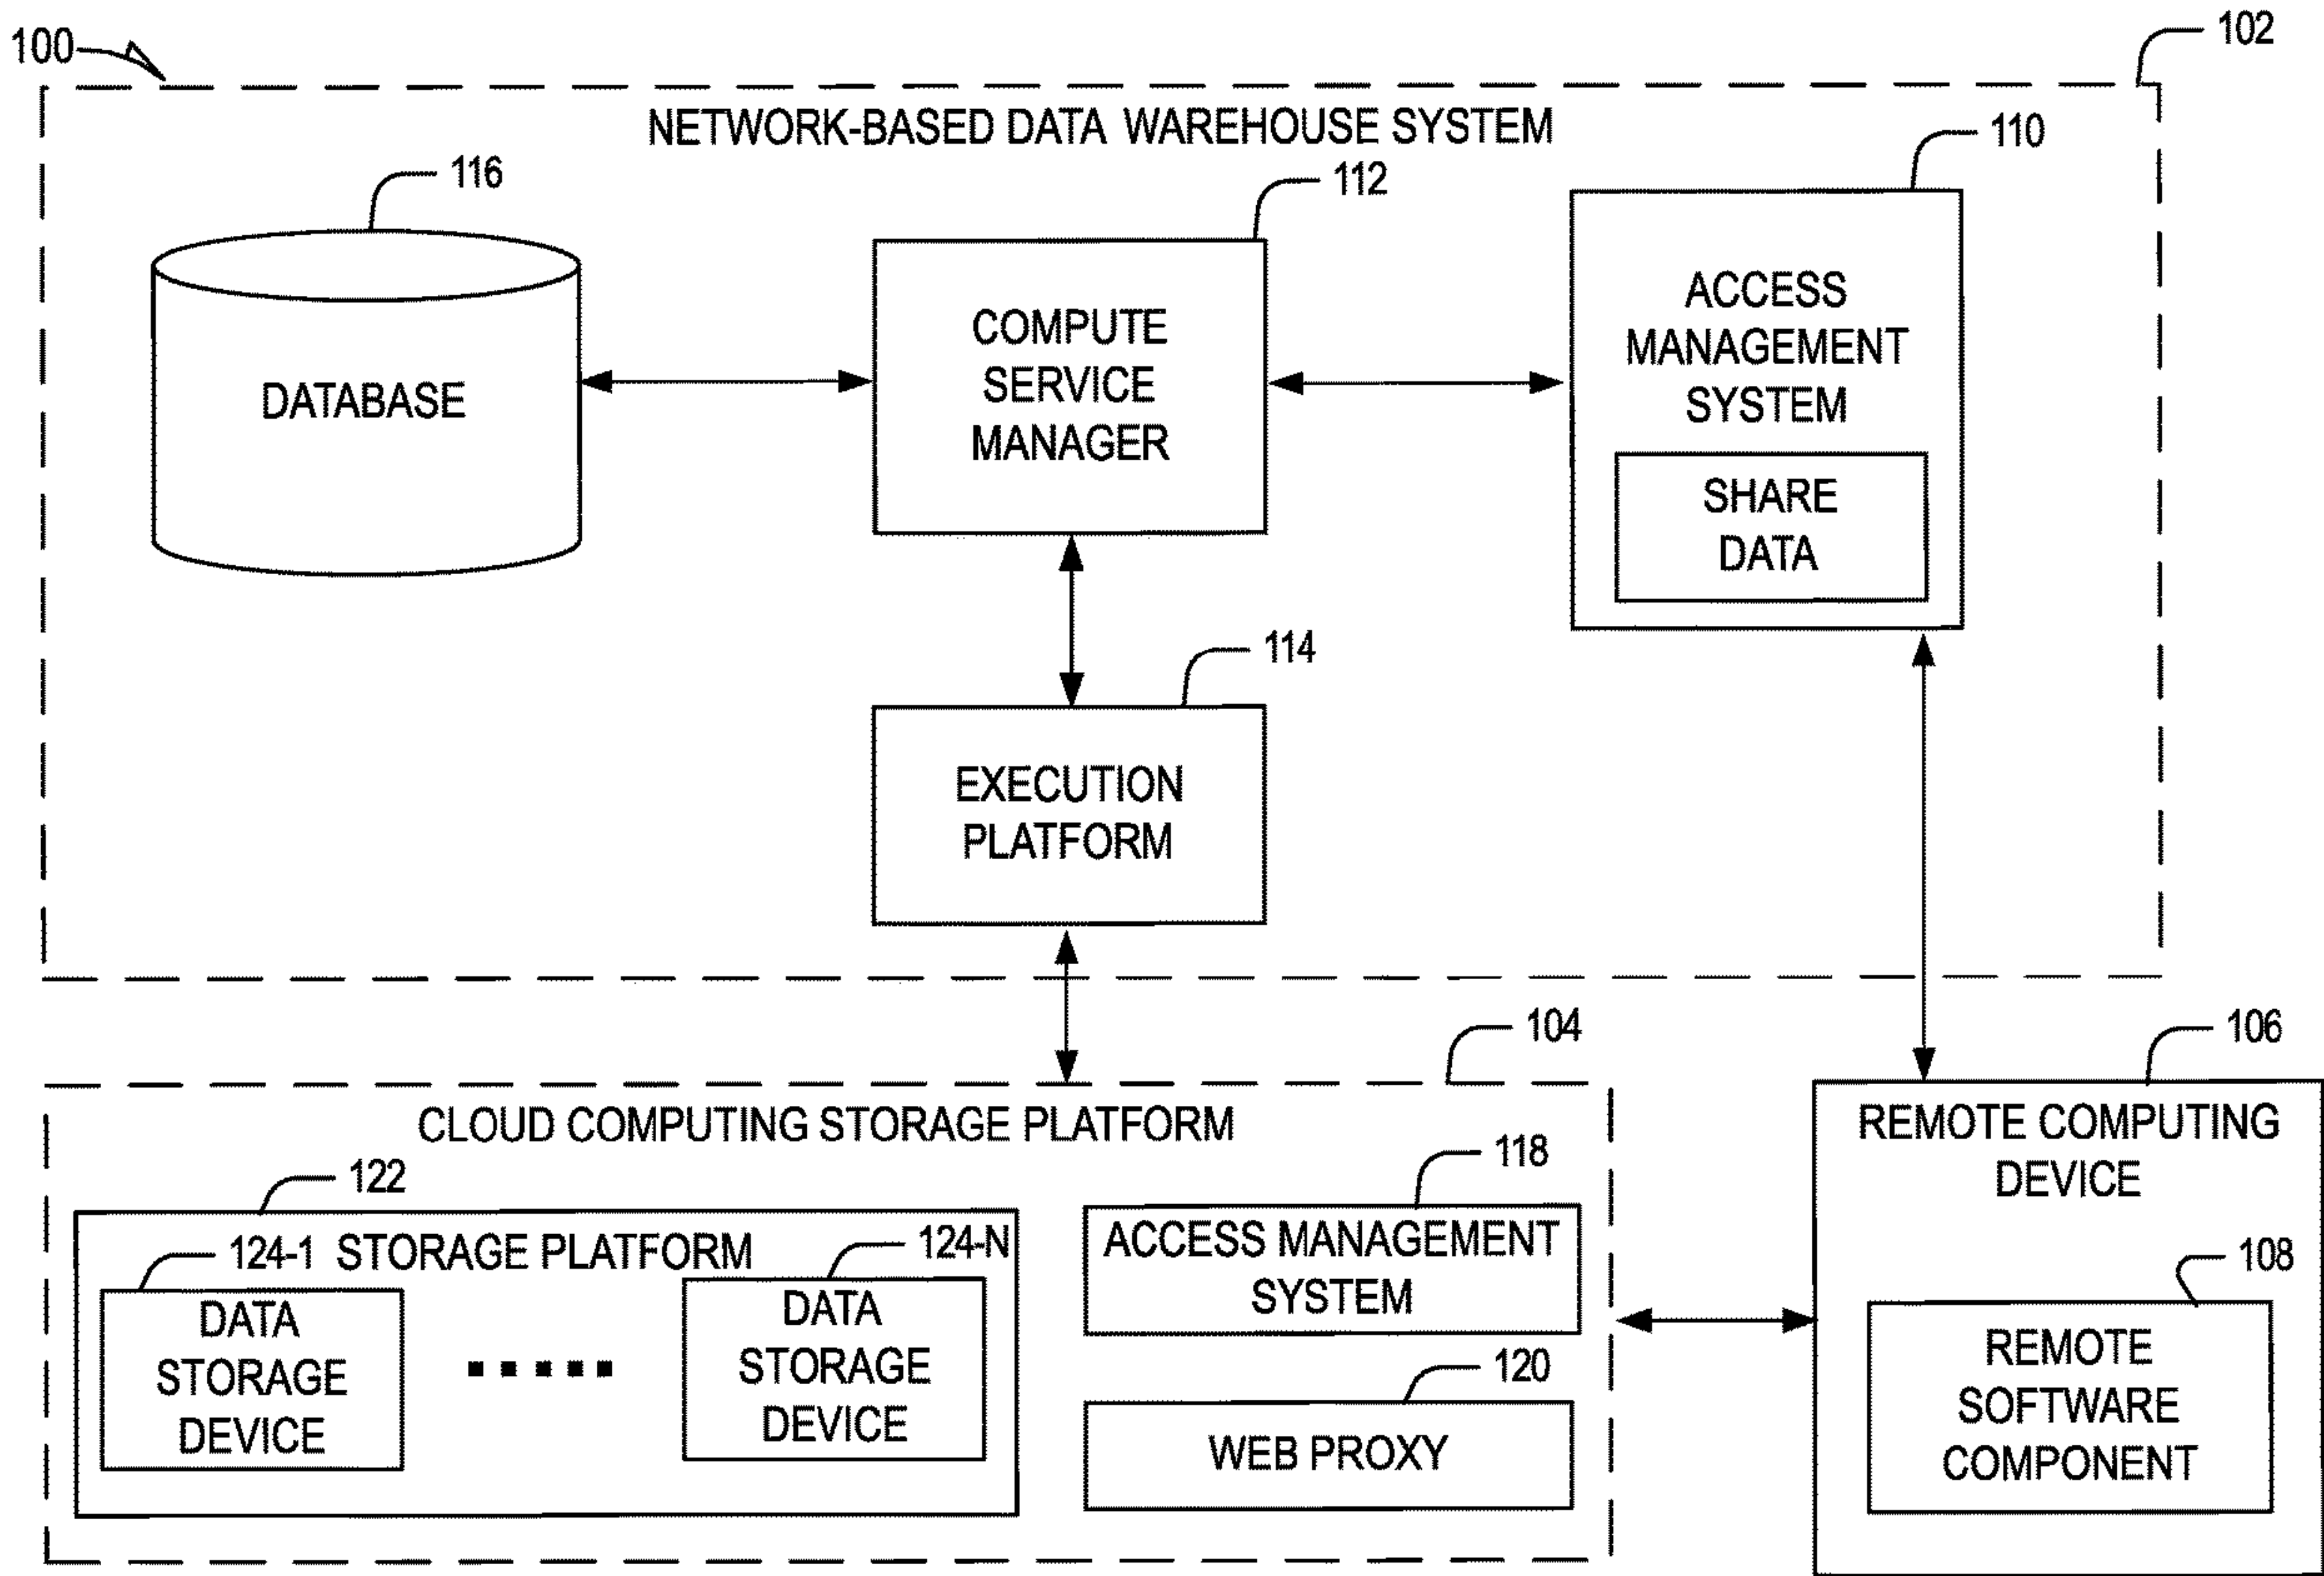 100
102
NETWORK-BASED DATA WAREHOUSE SYSTEM
116
112
110
DATABASE
COMPUTE
SERVICE
MANAGER
ACCESS
MANAGEMENT
SYSTEM
SHARE
DATA
114
EXECUTION
PLATFORM
104
106
CLOUD COMPUTING STORAGE PLATFORM
122
STORAGE PLATFORM
124-1
DATA
STORAGE
DEVICE
124-N
DATA
STORAGE
DEVICE
118
ACCESS MANAGEMENT
SYSTEM
120
WEB PROXY
REMOTE COMPUTING
DEVICE
108
REMOTE
SOFTWARE
COMPONENT